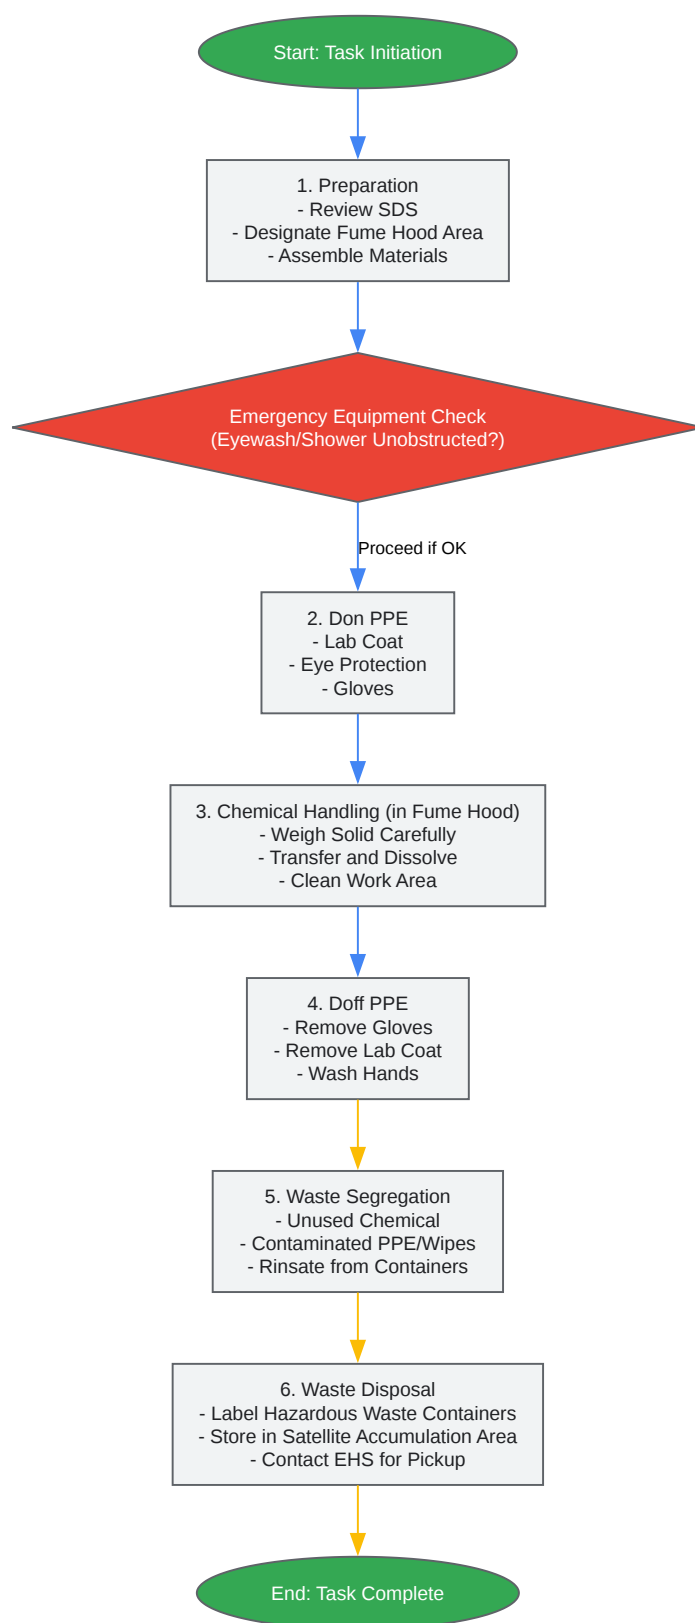 Start: Task Initiation
1. Preparation
- Review SDS
- Designate Fume Hood Area
- Assemble Materials
Emergency Equipment Check
(Eyewash/Shower Unobstructed?)
Proceed if OK
2. Don PPE
- Lab Coat
- Eye Protection
- Gloves
3. Chemical Handling (in Fume Hood)
- Weigh Solid Carefully
- Transfer and Dissolve
- Clean Work Area
4. Doff PPE
- Remove Gloves
- Remove Lab Coat
- Wash Hands
5. Waste Segregation
- Unused Chemical
- Contaminated PPE/Wipes
- Rinsate from Containers
6. Waste Disposal
- Label Hazardous Waste Containers
- Store in Satellite Accumulation Area
- Contact EHS for Pickup
End: Task Complete